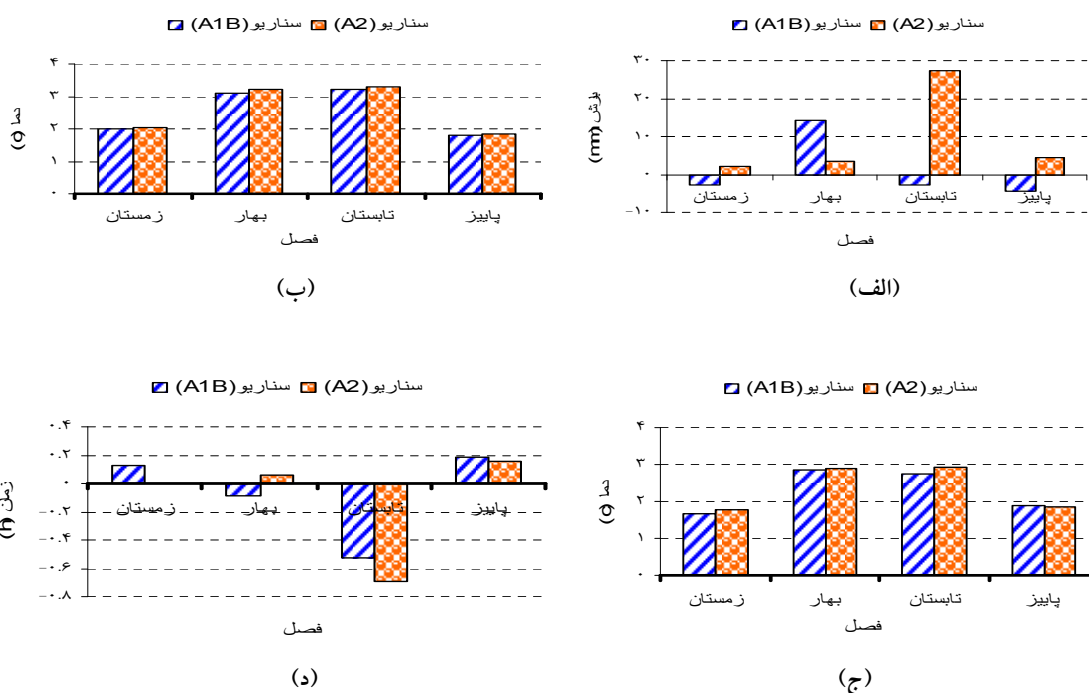 سناریو(A1B) سناریو(A2)
۳۰
۲۰
۱۰
۰
-۱۰
بارش (mm)
زمستان بهار تابستان پاییز
فصل
(الف)
سناریو(A1B) سناریو(A2)
۴
۳
۲
۱
۰
دما (c)
زمستان بهار تابستان پاییز
فصل
(ب)
سناریو(A1B) سناریو(A2)
۴
۳
۲
۱
۰
دما (c)
زمستان بهار تابستان پاییز
فصل
(ج)
سناریو(A1B) سناریو(A2)
۰.۴
۰.۲
۰
-۰.۲
-۰.۴
-۰.۶
-۰.۸
زمان (h)
زمستان بهار تابستان پاییز
فصل
(د)